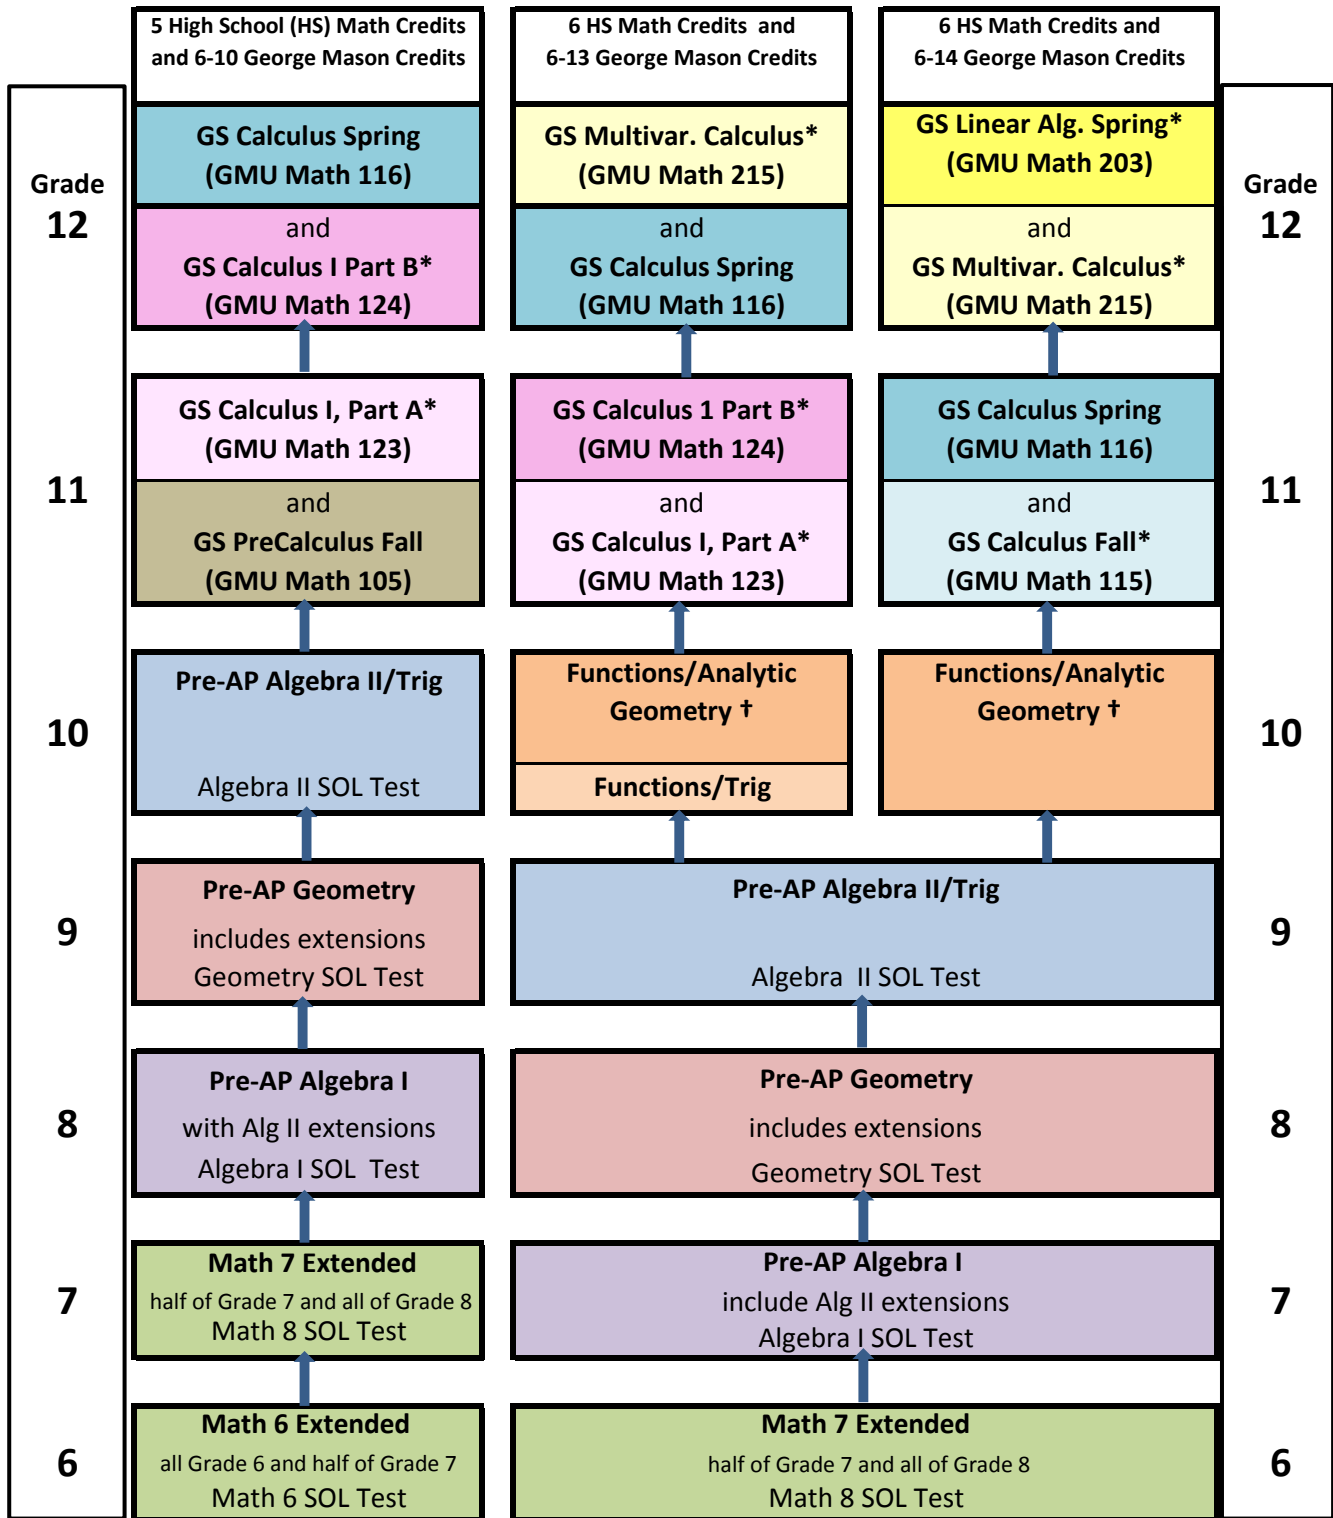 5 High School (HS) Math Credits
and 6-10 George Mason Credits
6 HS Math Credits and
6-13 George Mason Credits
6 HS Math Credits and
6-14 George Mason Credits
Grade
12
GS Calculus Spring
(GMU Math 116)
and
GS Calculus I Part B*
(GMU Math 124)
GS Multivar. Calculus*
(GMU Math 215)
and
GS Calculus Spring
(GMU Math 116)
GS Linear Alg. Spring*
(GMU Math 203)
and
GS Multivar. Calculus*
(GMU Math 215)
Grade
12
11
GS Calculus I, Part A*
(GMU Math 123)
and
GS PreCalculus Fall
(GMU Math 105)
GS Calculus 1 Part B*
(GMU Math 124)
and
GS Calculus I, Part A*
(GMU Math 123)
GS Calculus Spring
(GMU Math 116)
and
GS Calculus Fall*
(GMU Math 115)
11
10
Pre-AP Algebra II/Trig
Algebra II SOL Test
Functions/Analytic
Geometry †
Functions/Trig
Functions/Analytic
Geometry †
10
9
Pre-AP Geometry
includes extensions
Geometry SOL Test
Pre-AP Algebra II/Trig
Algebra II SOL Test
9
8
Pre-AP Algebra I
with Alg II extensions
Algebra I SOL Test
Pre-AP Geometry
includes extensions
Geometry SOL Test
8
7
Math 7 Extended
half of Grade 7 and all of Grade 8
Math 8 SOL Test
Pre-AP Algebra I
include Alg II extensions
Algebra I SOL Test
7
6
Math 6 Extended
all Grade 6 and half of Grade 7
Math 6 SOL Test
Math 7 Extended
half of Grade 7 and all of Grade 8
Math 8 SOL Test
6